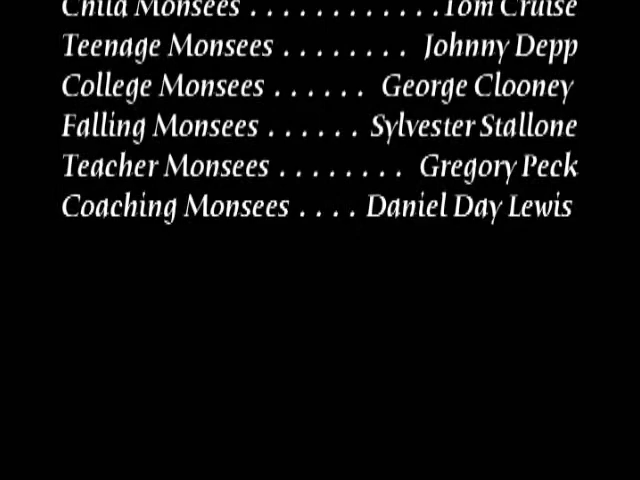 Child Monsees . . . . . . . . . . . . .Tom Cruise
Teenage Monsees . . . . . . . . Johnny Depp
College Monsees . . . . . . George Clooney
Falling Monsees . . . . . . Sylvester Stallone
Teacher Monsees . . . . . . . . Gregory Peck
Coaching Monsees . . . . Daniel Day Lewis